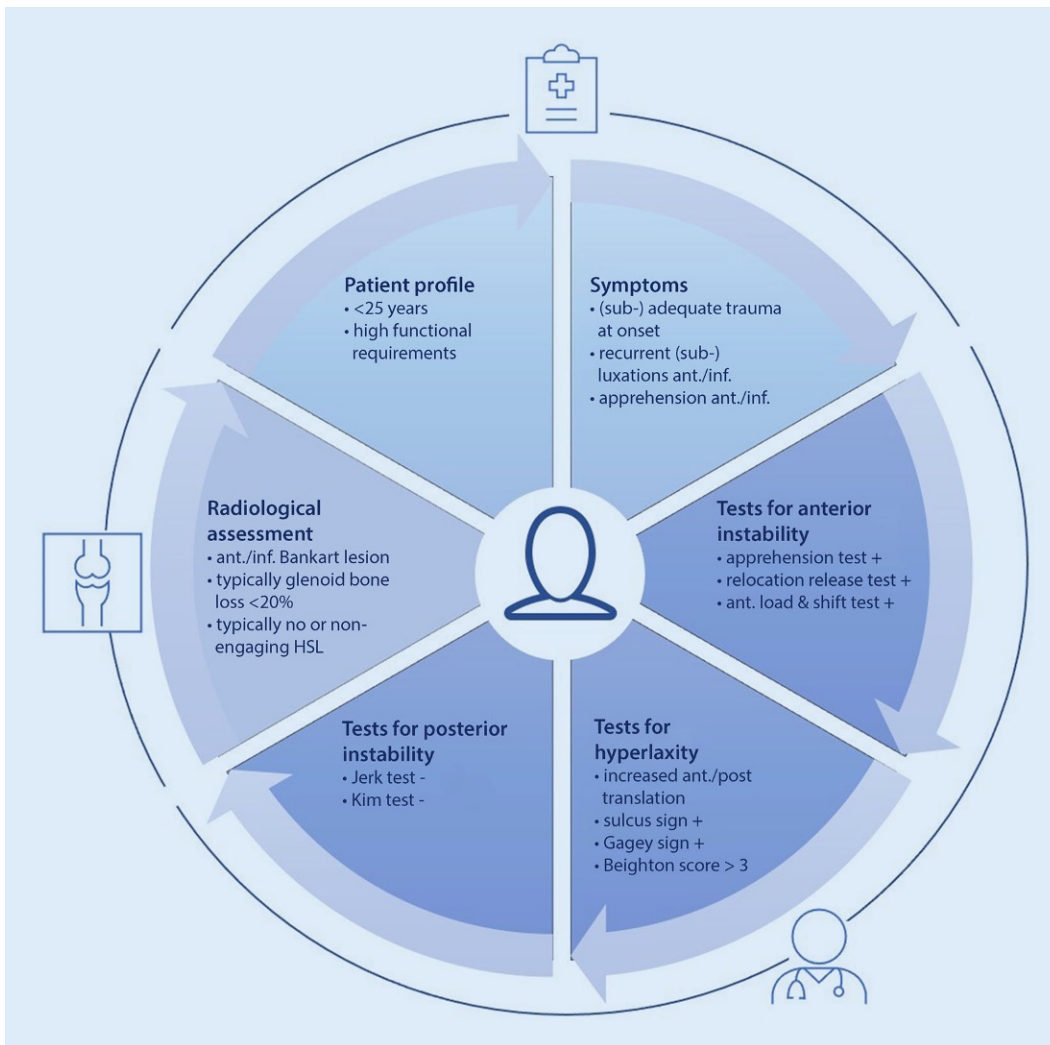 Patient profile
• <25 years
• high functional
requirements
Symptoms
• (sub-) adequate trauma
at onset
• recurrent (sub-)
luxations ant./inf.
• apprehension ant./inf.
Tests for anterior
instability
• apprehension test +
• relocation release test +
• ant. load & shift test +
Tests for
hyperlaxity
• increased ant./post
translation
• sulcus sign +
• Gagey sign +
• Beighton score > 3
Tests for posterior
instability
• Jerk test -
• Kim test -
Radiological
assessment
• ant./inf. Bankart lesion
• typically glenoid bone
loss <20%
• typically no or non-
engaging HSL